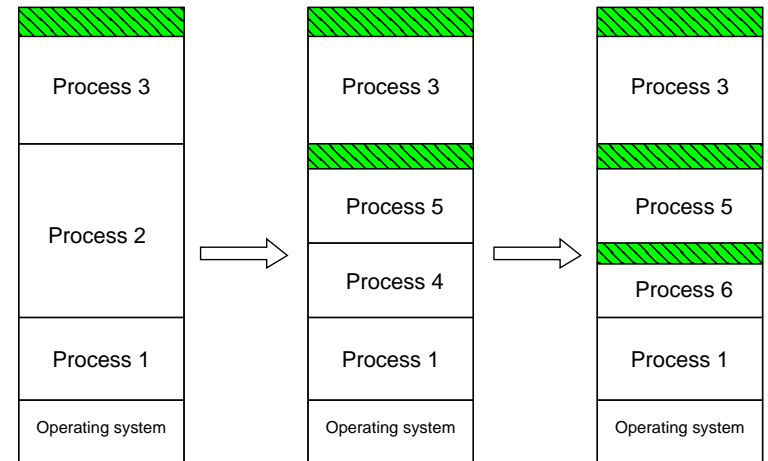 Process 3
Process 2
Process 1
Operating system
Process 3
Process 5
Process 4
Process 1
Operating system
Process 3
Process 5
Process 6
Process 1
Operating system